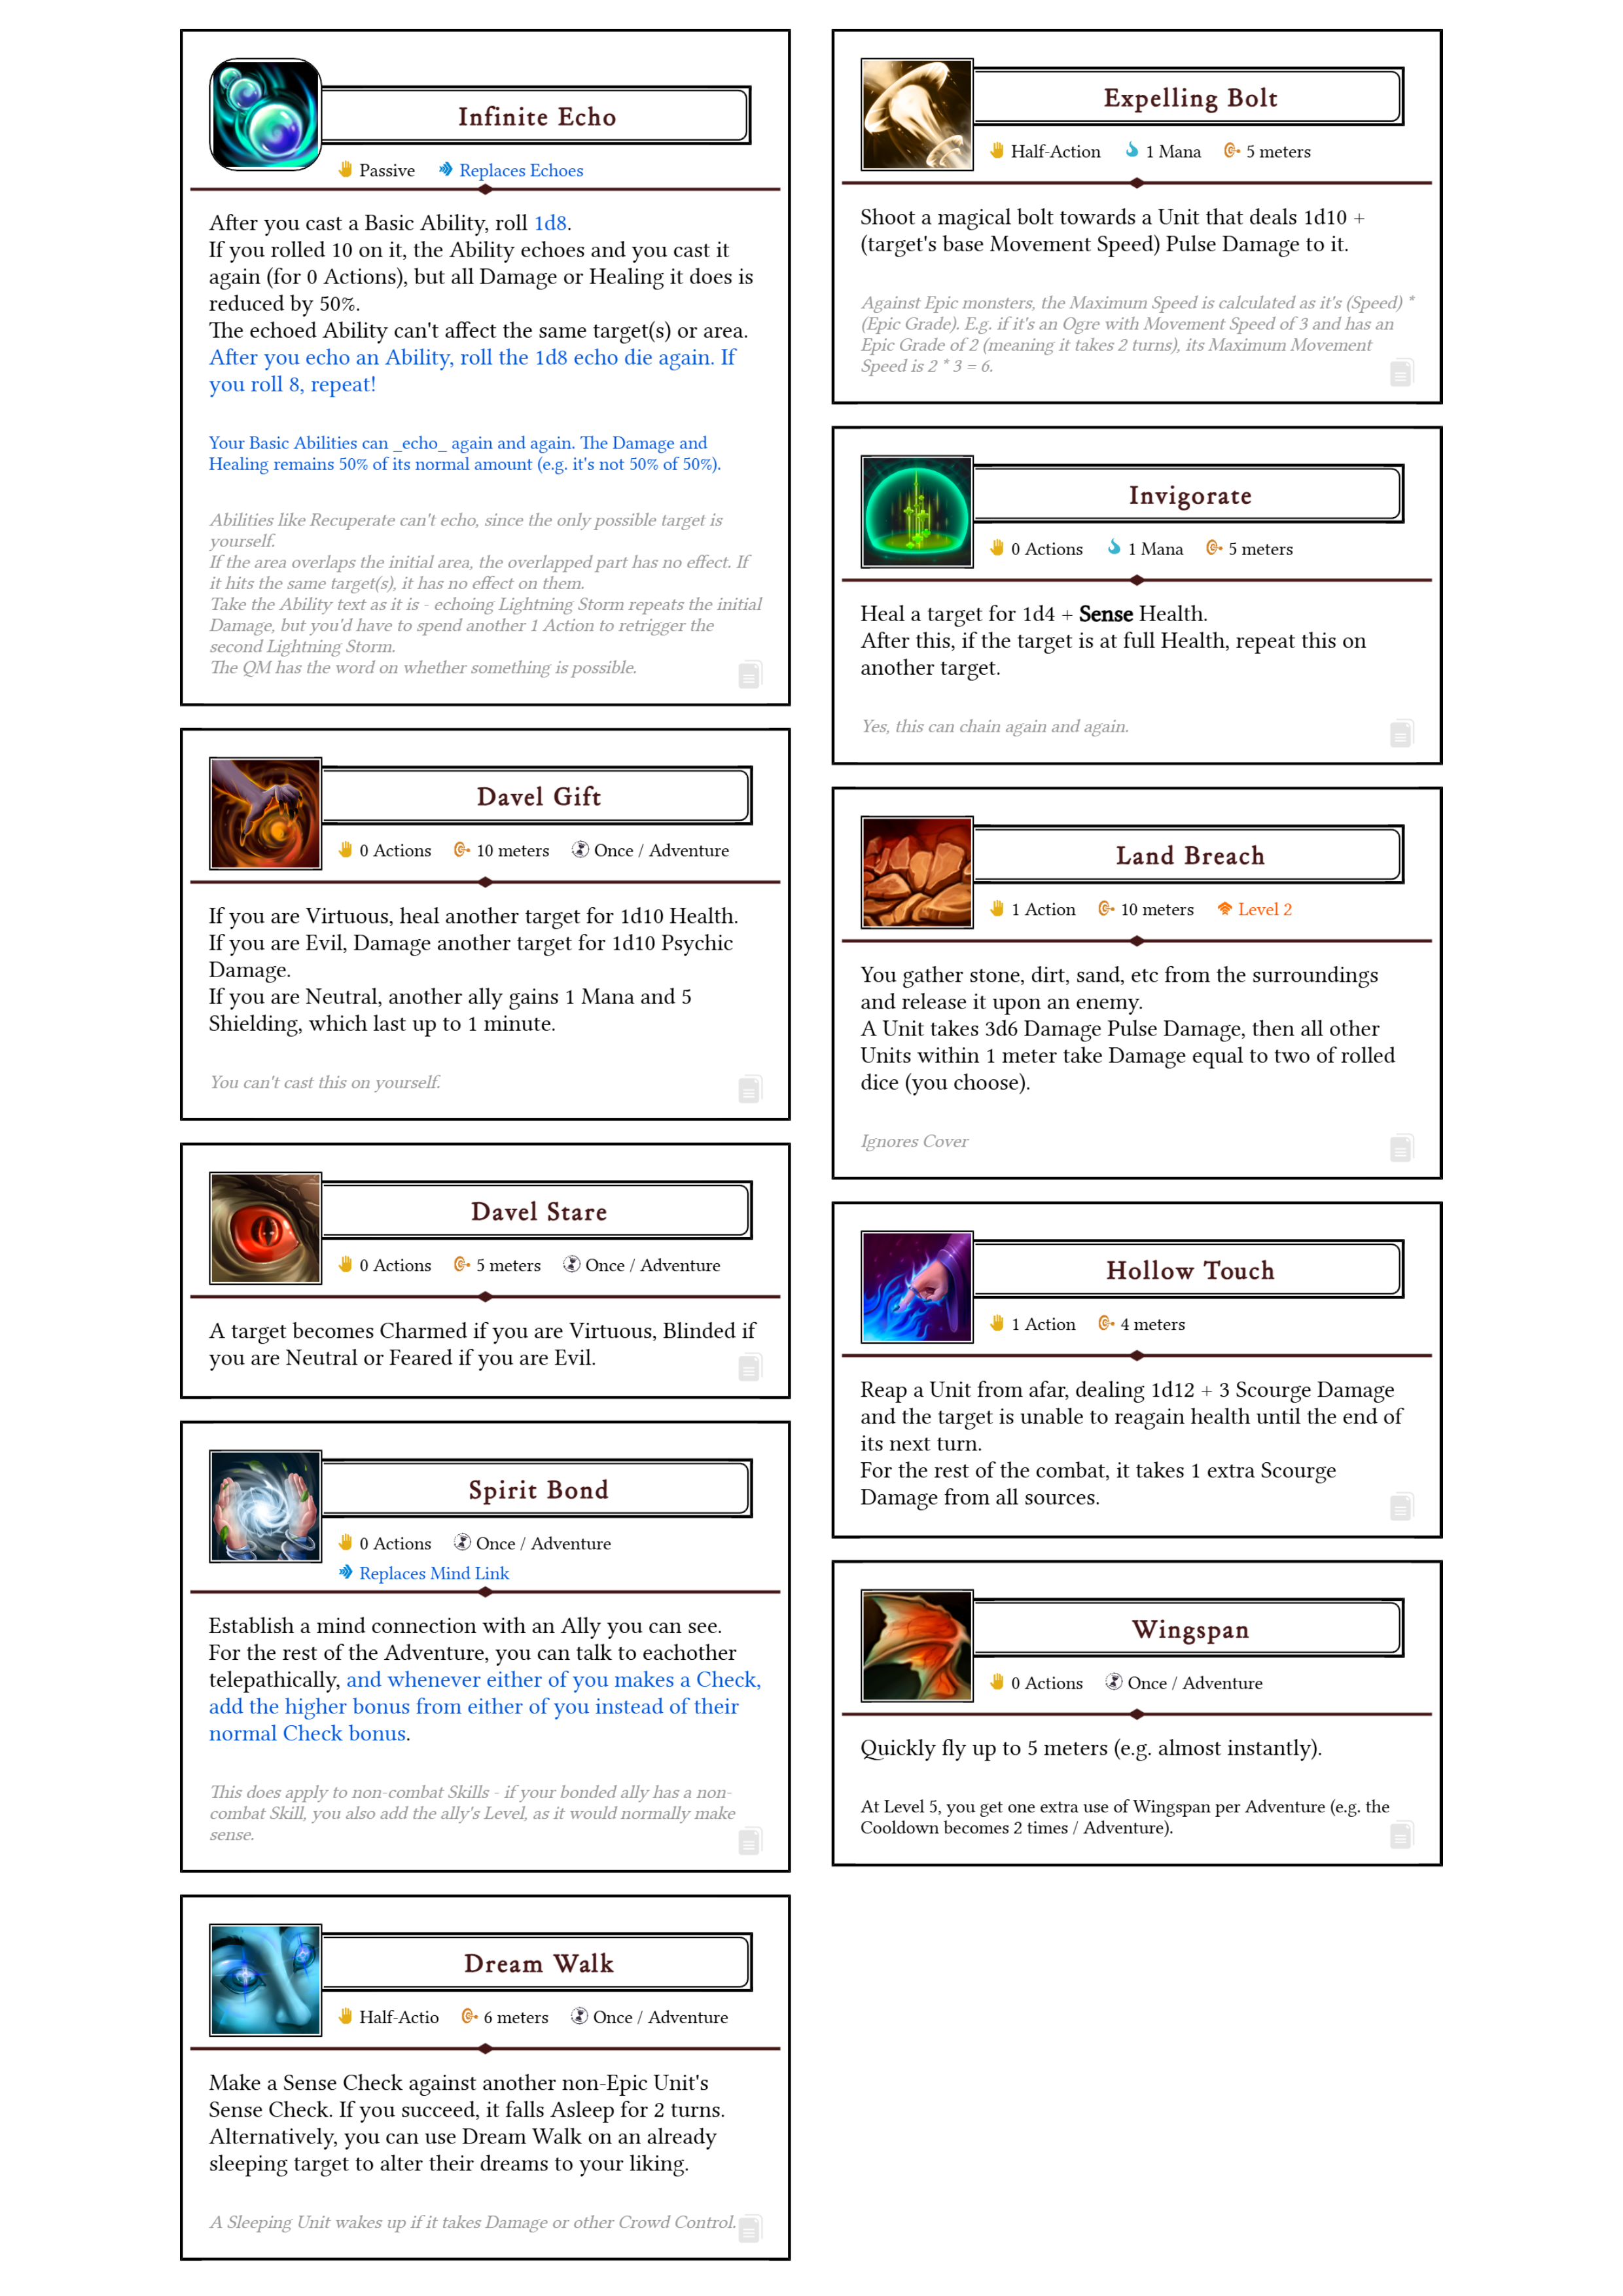 Infinite Echo
Passive Replaces Echoes
After you cast a Basic Ability, roll 1d8.
If you rolled 10 on it, the Ability echoes and you cast it
again (for 0 Actions), but all Damage or Healing it does is
reduced by 50%.
The echoed Ability can't affect the same target(s) or area.
After you echo an Ability, roll the 1d8 echo die again. If
you roll 8, repeat!
Your Basic Abilities can _echo_ again and again. The Damage and
Healing remains 50% of its normal amount (e.g. it's not 50% of 50%).
Abilities like Recuperate can't echo, since the only possible target is
yourself.
If the area overlaps the initial area, the overlapped part has no effect. If
it hits the same target(s), it has no effect on them.
Take the Ability text as it is - echoing Lightning Storm repeats the initial
Damage, but you'd have to spend another 1 Action to retrigger the
second Lightning Storm.
The QM has the word on whether something is possible.
Davel Gift
0 Actions 10 meters Once / Adventure
If you are Virtuous, heal another target for 1d10 Health.
If you are Evil, Damage another target for 1d10 Psychic
Damage.
If you are Neutral, another ally gains 1 Mana and 5
Shielding, which last up to 1 minute.
You can't cast this on yourself.
Davel Stare
0 Actions 5 meters Once / Adventure
A target becomes Charmed if you are Virtuous, Blinded if
you are Neutral or Feared if you are Evil.
Spirit Bond
0 Actions Once / Adventure
Replaces Mind Link
Establish a mind connection with an Ally you can see.
For the rest of the Adventure, you can talk to eachother
telepathically, and whenever either of you makes a Check,
add the higher bonus from either of you instead of their
normal Check bonus.
This does apply to non-combat Skills - if your bonded ally has a non-
combat Skill, you also add the ally's Level, as it would normally make
sense.
Dream Walk
Half-Actio 6 meters Once / Adventure
Make a Sense Check against another non-Epic Unit's
Sense Check. If you succeed, it falls Asleep for 2 turns.
Alternatively, you can use Dream Walk on an already
sleeping target to alter their dreams to your liking.
A Sleeping Unit wakes up if it takes Damage or other Crowd Control.
Expelling Bolt
Half-Action 1 Mana 5 meters
Shoot a magical bolt towards a Unit that deals 1d10 +
(target's base Movement Speed) Pulse Damage to it.
Against Epic monsters, the Maximum Speed is calculated as it's (Speed) *
(Epic Grade). E.g. if it's an Ogre with Movement Speed of 3 and has an
Epic Grade of 2 (meaning it takes 2 turns), its Maximum Movement
Speed is 2 * 3 = 6.
Invigorate
0 Actions 1 Mana 5 meters
Heal a target for 1d4 + Sense Health.
After this, if the target is at full Health, repeat this on
another target.
Yes, this can chain again and again.
Land Breach
1 Action 10 meters Level 2
You gather stone, dirt, sand, etc from the surroundings
and release it upon an enemy.
A Unit takes 3d6 Damage Pulse Damage, then all other
Units within 1 meter take Damage equal to two of rolled
dice (you choose).
Ignores Cover
Hollow Touch
1 Action 4 meters
Reap a Unit from afar, dealing 1d12 + 3 Scourge Damage
and the target is unable to reagain health until the end of
its next turn.
For the rest of the combat, it takes 1 extra Scourge
Damage from all sources.
Wingspan
0 Actions Once / Adventure
Quickly fly up to 5 meters (e.g. almost instantly).
At Level 5, you get one extra use of Wingspan per Adventure (e.g. the
Cooldown becomes 2 times / Adventure).